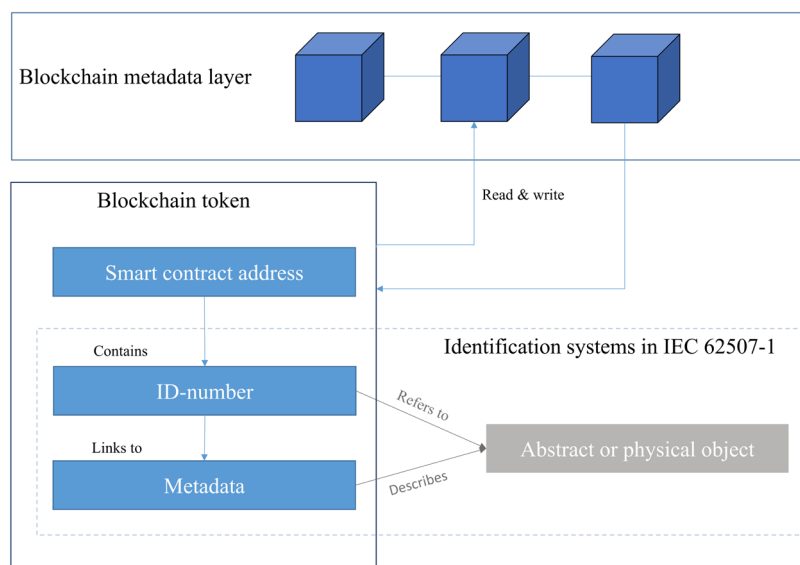 Blockchain metadata layer
Read & write
Blockchain token
Smart contract address
Contains
Identification systems in IEC 62507-1
ID-number
Refers to
Links to
Abstract or physical object
Metadata
Describes